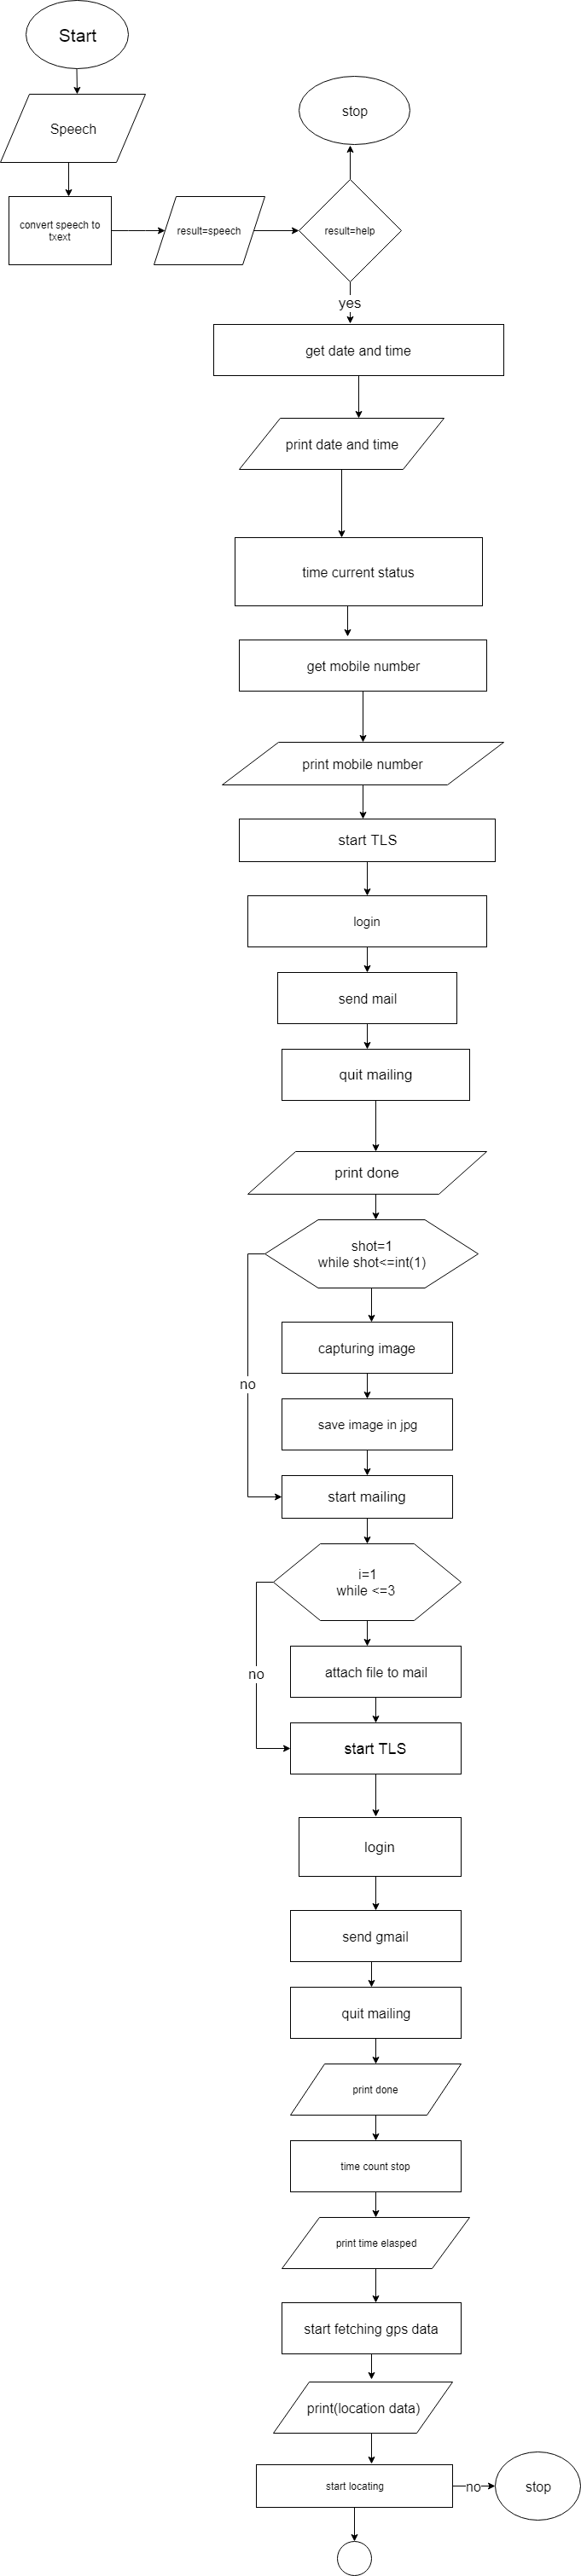 Start
Speech
stop
convert speech to
txext
result=speech
result=help
yes
get date and time
print date and time
time current status
get mobile number
print mobile number
start TLS
login
send mail
quit mailing
print done
shot=1
while shot<=int(1)
capturing image
no
save image in jpg
start mailing
i=1
while <=3
attach file to mail
no
start TLS
login
send gmail
quit mailing
print done
time count stop
print time elasped
start fetching gps data
print(location data)
start locating
no
stop